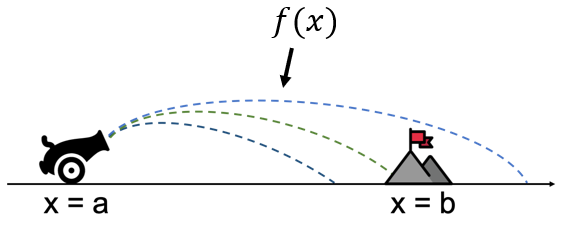 f(x)
x = a
x = b